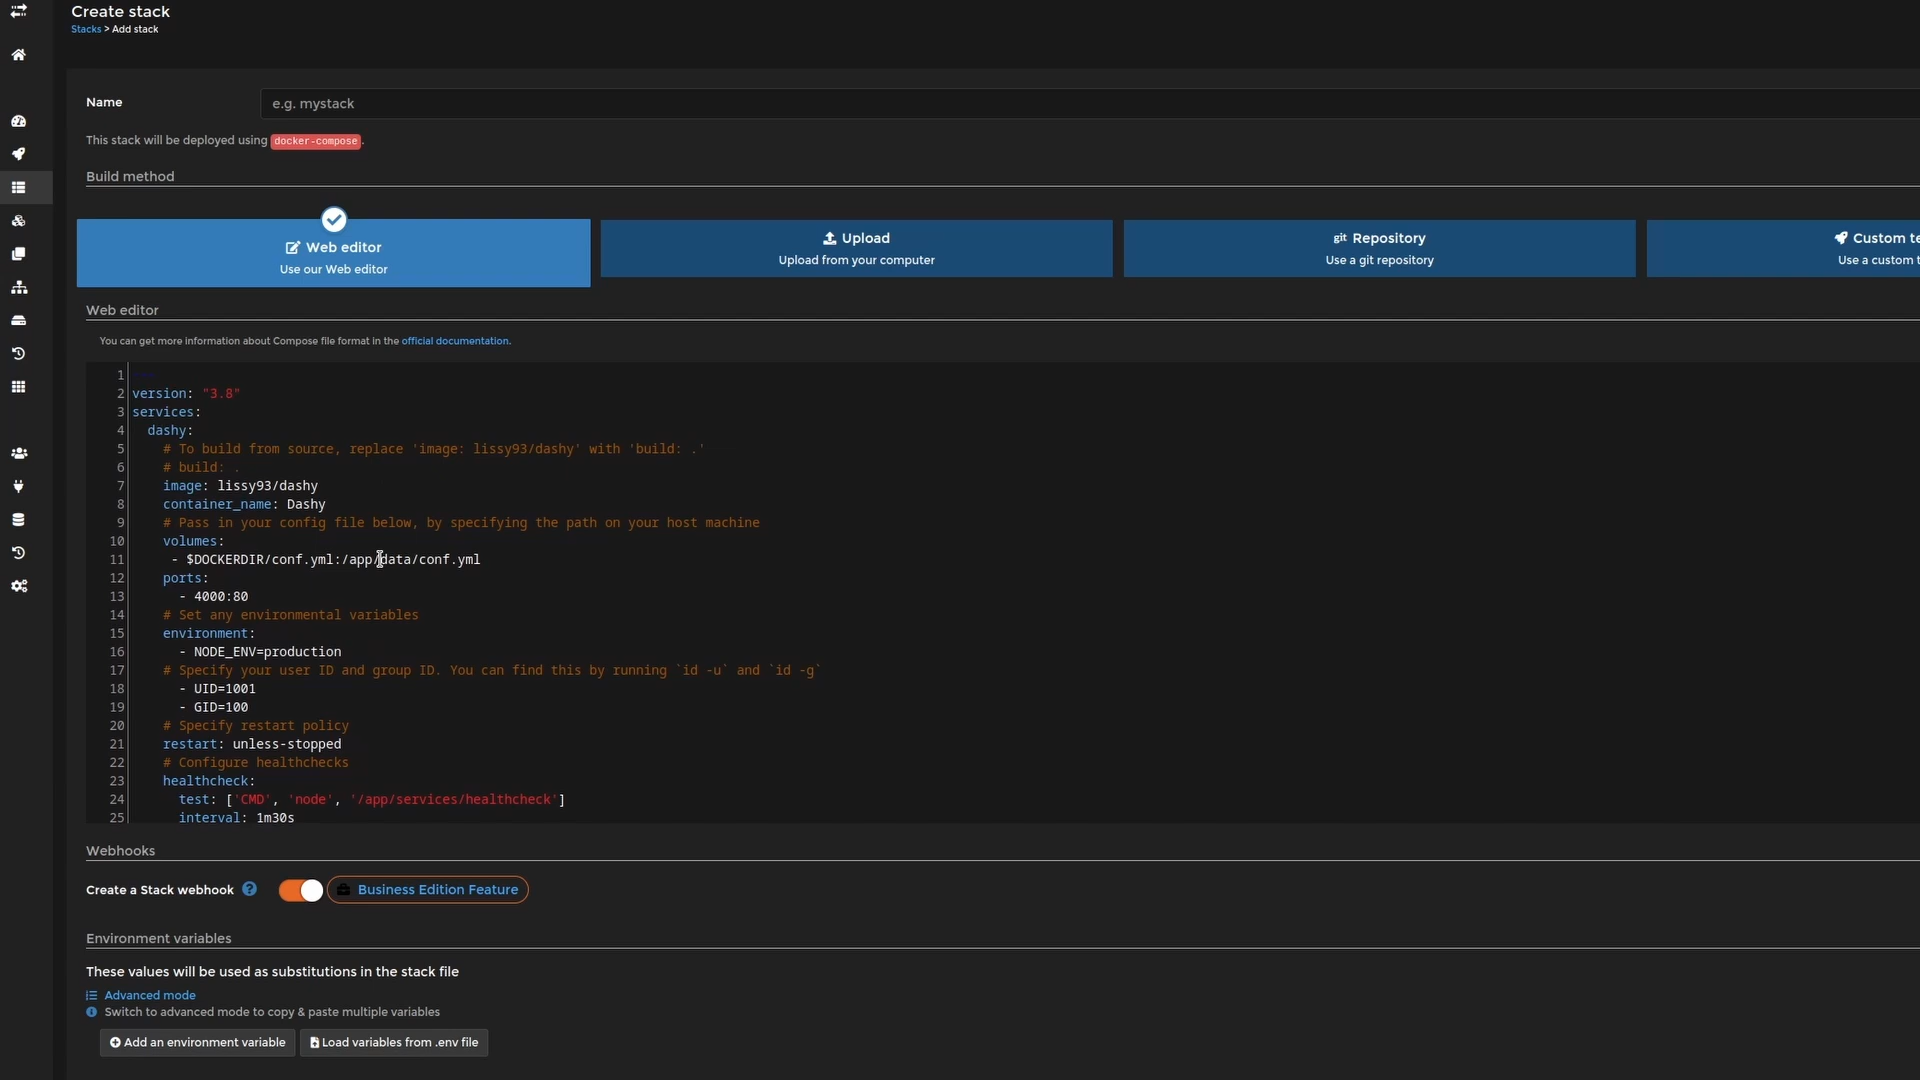 Create stack
Stacks > Add stack
Name
e.g. mystack
This stack will be deployed using docker-compose.
Build method
Web editor
Use our Web editor
Upload
Upload from your computer
git Repository
Use a git repository
Custom te
Use a custom t
Web editor
You can get more information about Compose file format in the official documentation.
1
2 version: "3.8"
3 services:
4 dashy:
5 # To build from source, replace 'image: lissy93/dashy' with 'build: .'
6 # build: .
7 image: lissy93/dashy
8 container_name: Dashy
9 # Pass in your config file below, by specifying the path on your host machine
10 volumes:
11 - $DOCKERDIR/conf.yml:/app/data/conf.yml
12 ports:
13 - 4000:80
14 # Set any environmental variables
15 environment:
16 - NODE_ENV=production
17 # Specify your user ID and group ID. You can find this by running `id -u` and `id -g`
18 - UID=1001
19 - GID=100
20 # Specify restart policy
21 restart: unless-stopped
22 # Configure healthchecks
23 healthcheck:
24 test: ['CMD', 'node', '/app/services/healthcheck']
25 interval: 1m30s
Webhooks
Create a Stack webhook
Business Edition Feature
Environment variables
These values will be used as substitutions in the stack file
Advanced mode
Switch to advanced mode to copy & paste multiple variables
Add an environment variable
Load variables from .env file